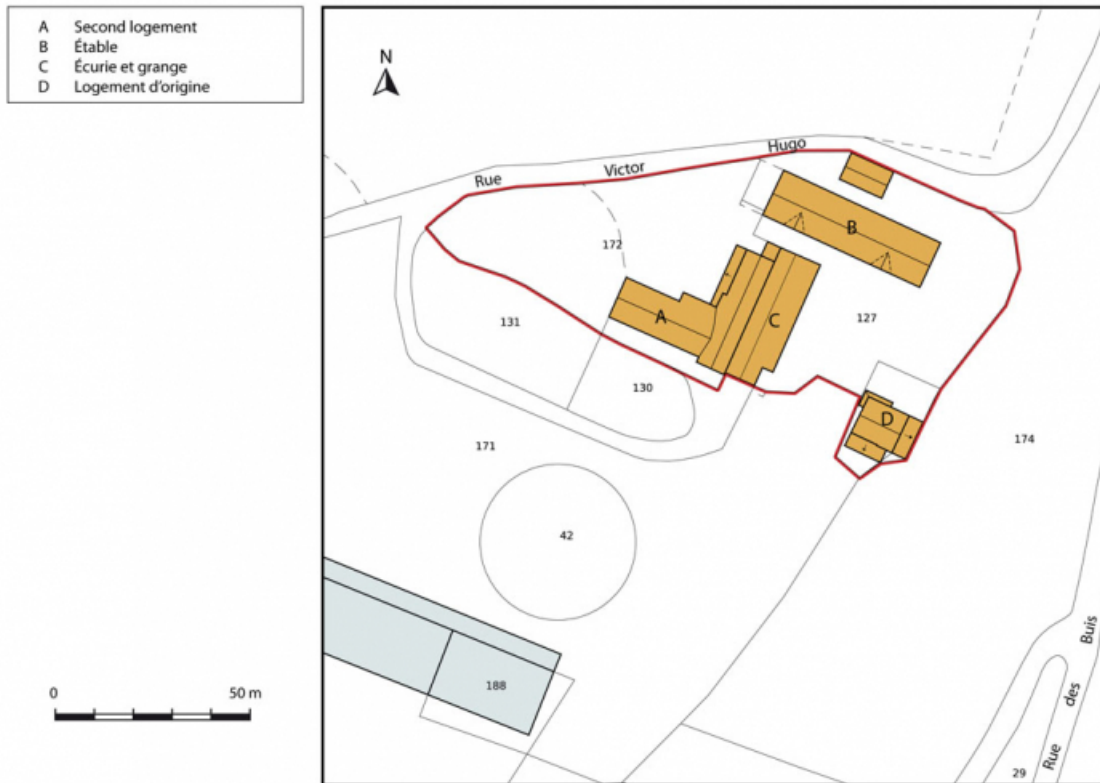 A Second logement
B Étable
C Écurie et grange
D Logement d'origine
N
Rue Victor Hugo
B
172
A
C
127
131
130
D
171
174
42
188
0 50 m
Rue des Buis
29